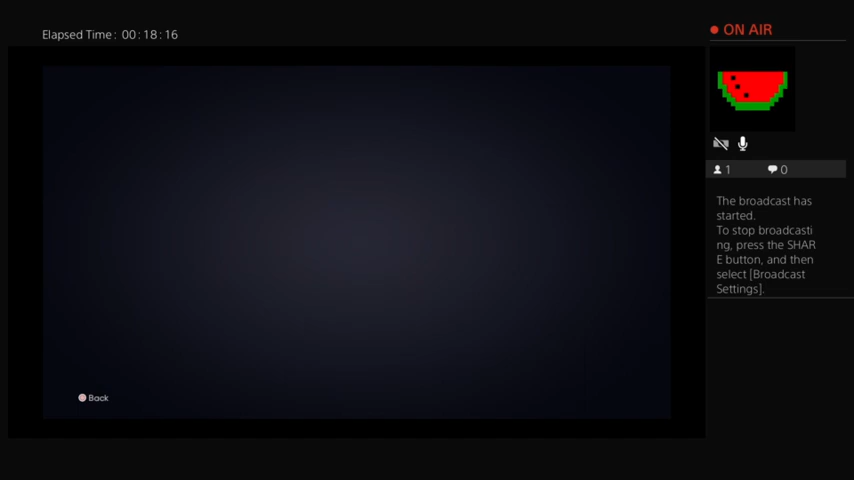 Elapsed Time: 00:18:16
ON AIR
1
0
The broadcast has
started.
To stop broadcasti
ng, press the SHAR
E button, and then
select [Broadcast
Settings].
Back